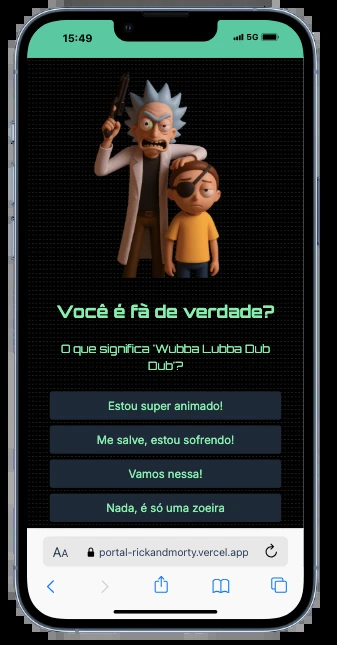 15:49
5G
Você é fã de verdade?
O que significa 'Wubba Lubba Dub
Dub'?
Estou super animado!
Me salve, estou sofrendo!
Vamos nessa!
Nada, é só uma zoeira
AA
portal-rickandmorty.vercel.app